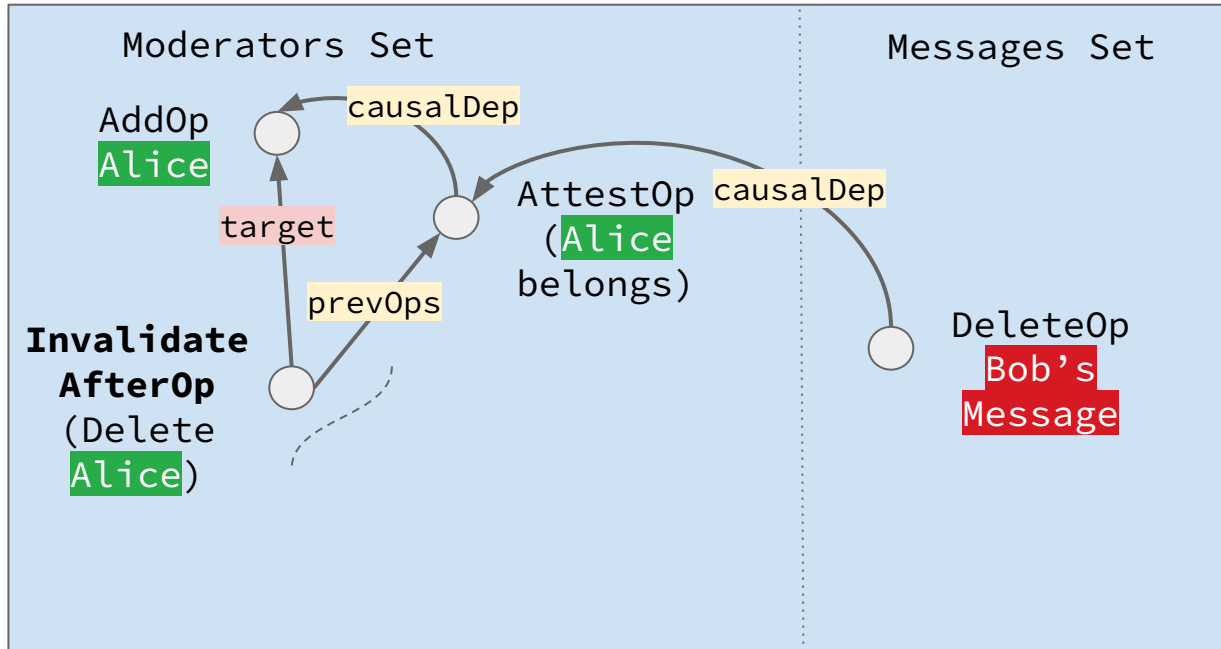 Moderators Set
Messages Set
AddOp
Alice
causalDep
target
AttestOp
(Alice
belongs)
causalDep
prevOps
Invalidate
AfterOp
(Delete
Alice)
DeleteOp
Bob’s
Message